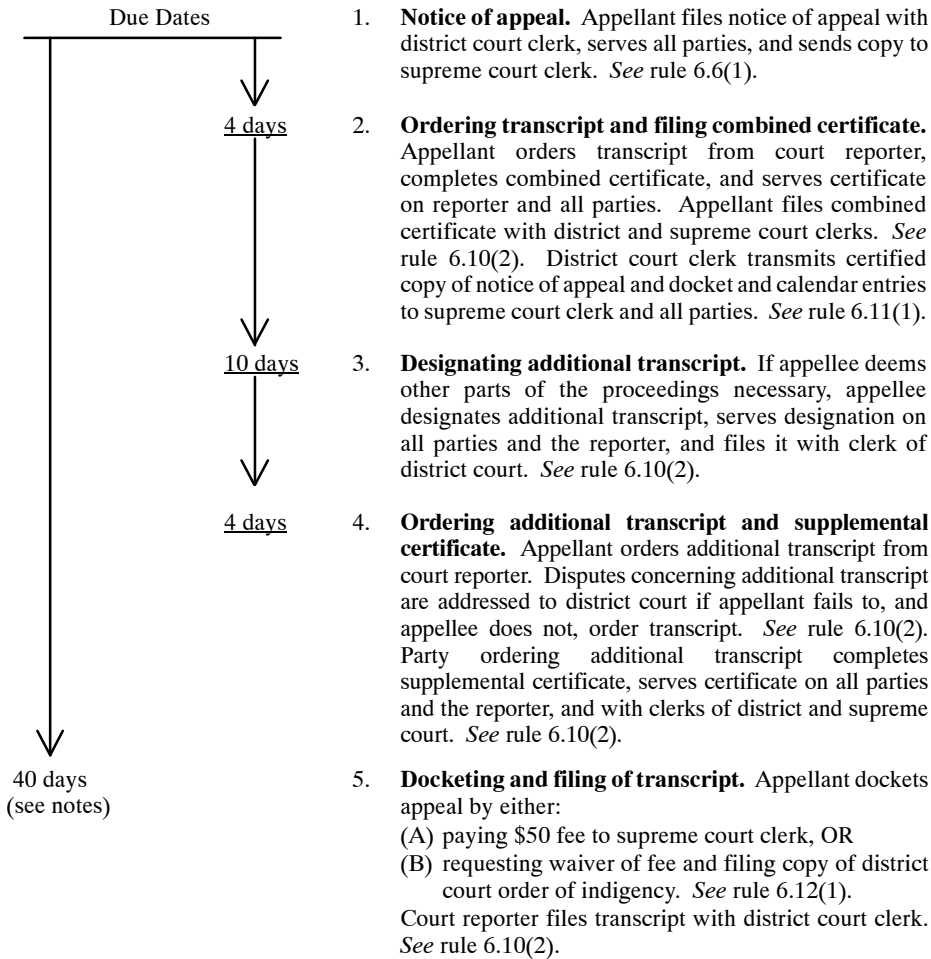 Due Dates
1. Notice of appeal. Appellant files notice of appeal with
district court clerk, serves all parties, and sends copy to
supreme court clerk. See rule 6.6(1).
4 days
2. Ordering transcript and filing combined certificate.
Appellant orders transcript from court reporter,
completes combined certificate, and serves certificate
on reporter and all parties. Appellant files combined
certificate with district and supreme court clerks. See
rule 6.10(2). District court clerk transmits certified
copy of notice of appeal and docket and calendar entries
to supreme court clerk and all parties. See rule 6.11(1).
10 days
3. Designating additional transcript. If appellee deems
other parts of the proceedings necessary, appellee
designates additional transcript, serves designation on
all parties and the reporter, and files it with clerk of
district court. See rule 6.10(2).
4 days
4. Ordering additional transcript and supplemental
certificate. Appellant orders additional transcript from
court reporter. Disputes concerning additional transcript
are addressed to district court if appellant fails to, and
appellee does not, order transcript. See rule 6.10(2).
Party ordering additional transcript completes
supplemental certificate, serves certificate on all parties
and the reporter, and with clerks of district and supreme
court. See rule 6.10(2).
40 days
(see notes)
5. Docketing and filing of transcript. Appellant dockets
appeal by either:
(A) paying $50 fee to supreme court clerk, OR
(B) requesting waiver of fee and filing copy of district
court order of indigency. See rule 6.12(1).
Court reporter files transcript with district court clerk.
See rule 6.10(2).